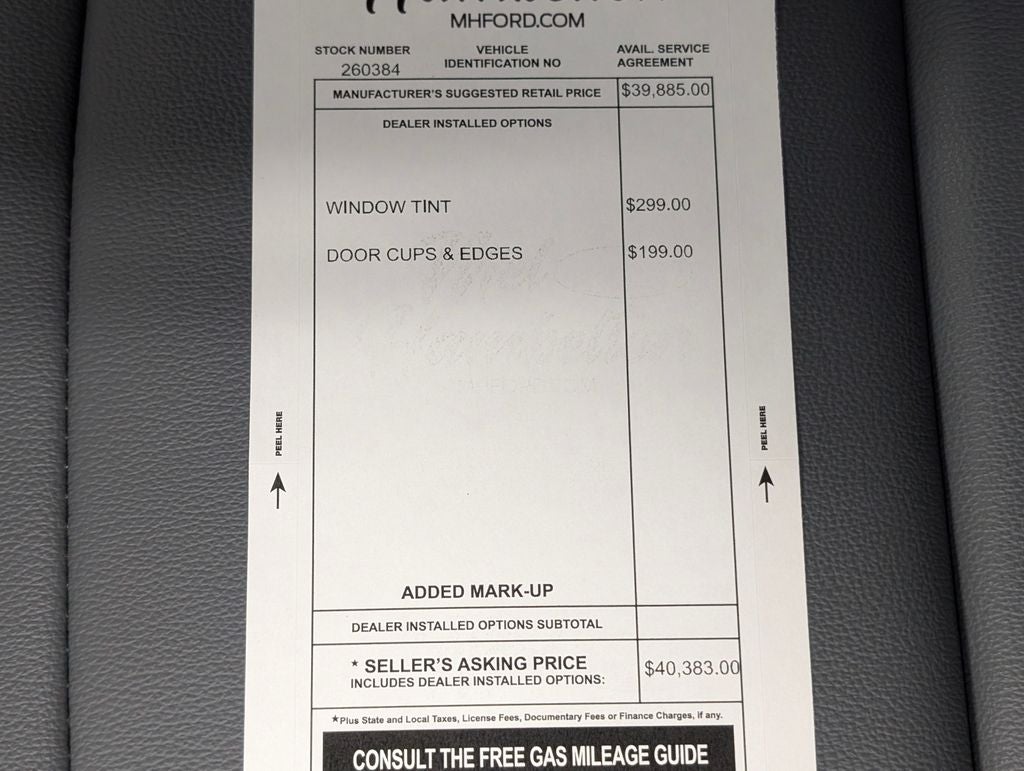 MHFORD.COM
STOCK NUMBER
260384
VEHICLE
IDENTIFICATION NO
AVAIL. SERVICE
AGREEMENT
MANUFACTURER'S SUGGESTED RETAIL PRICE $39,885.00
DEALER INSTALLED OPTIONS
WINDOW TINT $299.00
DOOR CUPS & EDGES $199.00
MHFORD.COM
PEEL HERE
PEEL HERE
ADDED MARK-UP
DEALER INSTALLED OPTIONS SUBTOTAL
* SELLER'S ASKING PRICE
INCLUDES DEALER INSTALLED OPTIONS: $40,383.00
*Plus State and Local Taxes, License Fees, Documentary Fees or Finance Charges, if any.
CONSULT THE FREE GAS MILEAGE GUIDE